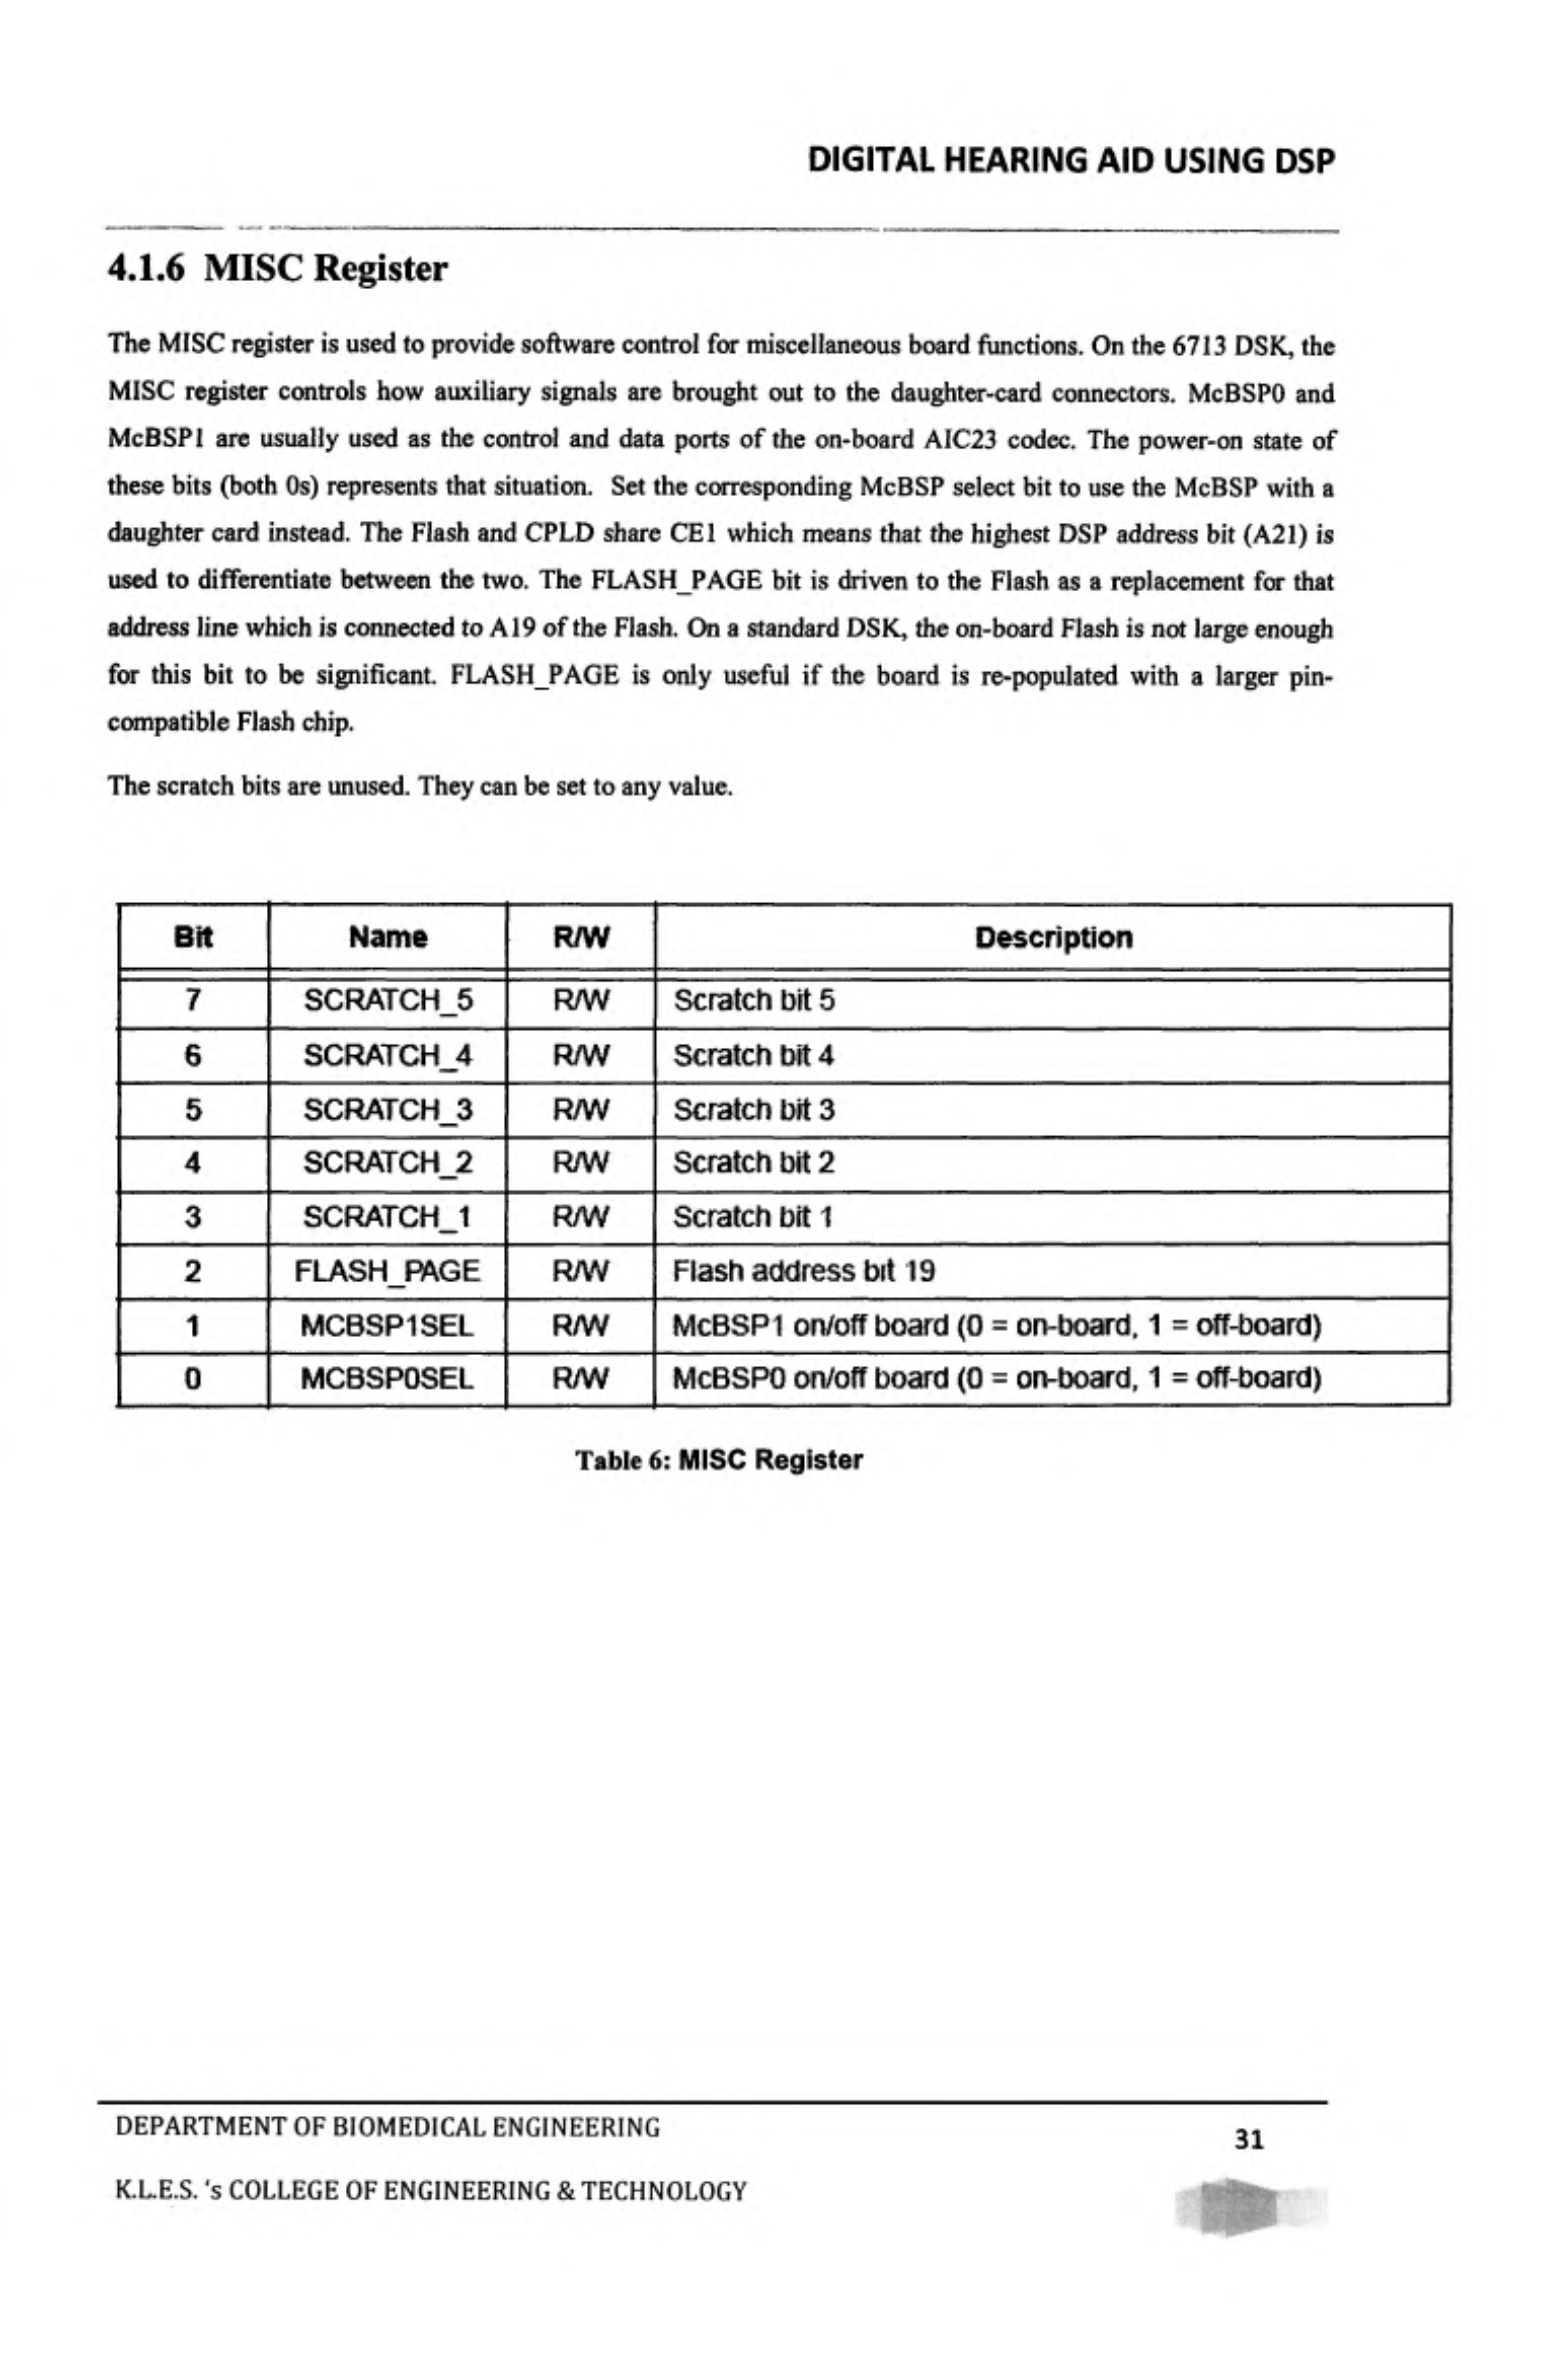 DIGITAL HEARING AID USING DSP
4.1.6 MISC Register
The MISC register is used to provide software control for miscellaneous board functions. On the 6713 DSK, the
MISC register controls how auxiliary signals are brought out to the daughter-card connectors. McBSP0 and
McBSP1 are usually used as the control and data ports of the on-board AIC23 codec. The power-on state of
these bits (both 0s) represents that situation. Set the corresponding McBSP select bit to use the McBSP with a
daughter card instead. The Flash and CPLD share CE1 which means that the highest DSP address bit (A21) is
used to differentiate between the two. The FLASH_PAGE bit is driven to the Flash as a replacement for that
address line which is connected to A19 of the Flash. On a standard DSK, the on-board Flash is not large enough
for this bit to be significant. FLASH_PAGE is only useful if the board is re-populated with a larger pin-
compatible Flash chip.
The scratch bits are unused. They can be set to any value.
Bit Name R/W Description
7 SCRATCH_5 R/W Scratch bit 5
6 SCRATCH_4 R/W Scratch bit 4
5 SCRATCH_3 R/W Scratch bit 3
4 SCRATCH_2 R/W Scratch bit 2
3 SCRATCH_1 R/W Scratch bit 1
2 FLASH_PAGE R/W Flash address bit 19
1 MCBSP1SEL R/W McBSP1 on/off board (0 = on-board, 1 = off-board)
0 MCBSP0SEL R/W McBSP0 on/off board (0 = on-board, 1 = off-board)
Table 6: MISC Register
DEPARTMENT OF BIOMEDICAL ENGINEERING
31
K.L.E.S. 's COLLEGE OF ENGINEERING & TECHNOLOGY